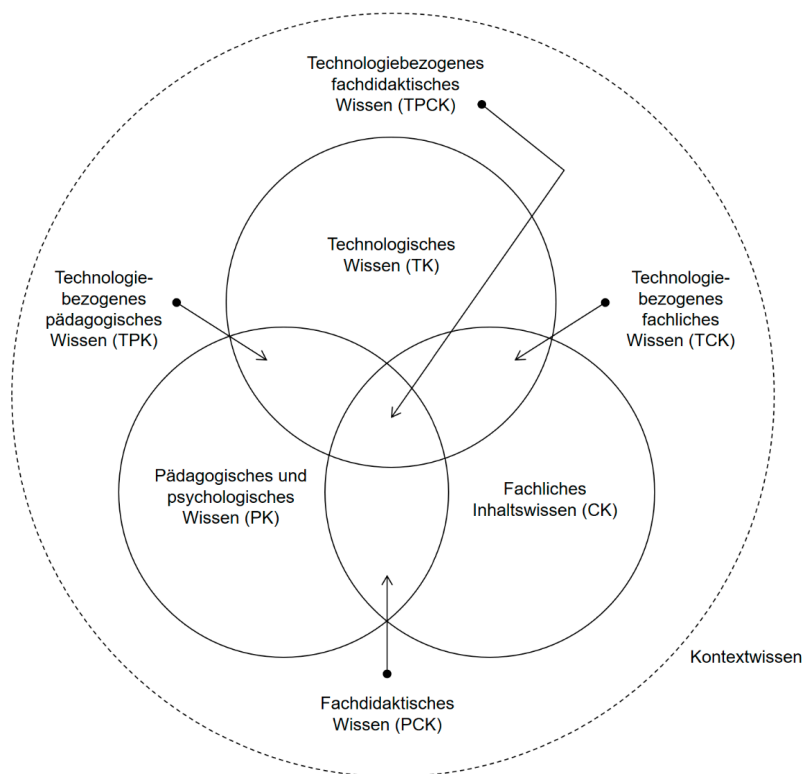 Technologiebezogenes
fachdidaktisches
Wissen (TPCK)
Technologisches
Wissen (TK)
Technologie-
bezogenes
pädagogisches
Wissen (TPK)
Technologie-
bezogenes
fachliches
Wissen (TCK)
Pädagogisches und
psychologisches
Wissen (PK)
Fachliches
Inhaltswissen (CK)
Kontextwissen
Fachdidaktisches
Wissen (PCK)